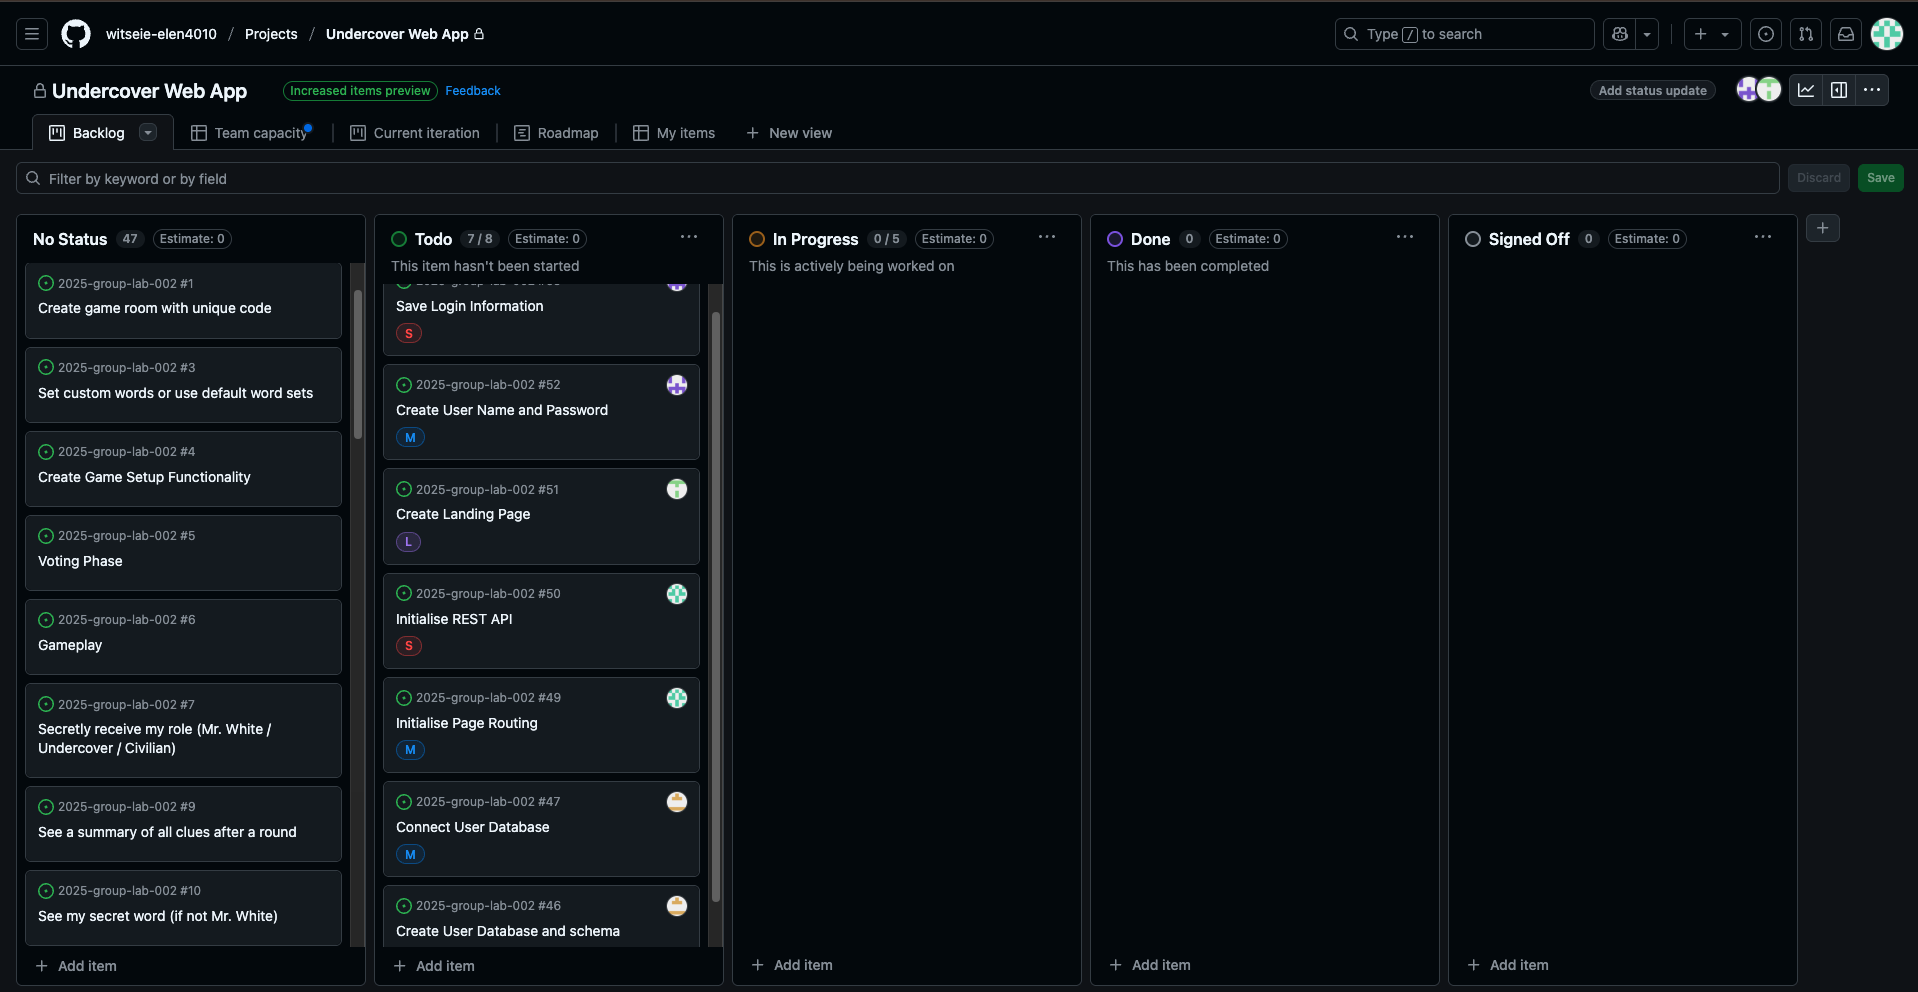 witseie-elen4010 / Projects / Undercover Web App
Type / to search
Undercover Web App
Increased items preview
Feedback
Add status update
Backlog
Team capacity
Current iteration
Roadmap
My items
New view
Filter by keyword or by field
Discard
Save
No Status 47 Estimate: 0
2025-group-lab-002 #1
Create game room with unique code
2025-group-lab-002 #3
Set custom words or use default word sets
2025-group-lab-002 #4
Create Game Setup Functionality
2025-group-lab-002 #5
Voting Phase
2025-group-lab-002 #6
Gameplay
2025-group-lab-002 #7
Secretly receive my role (Mr. White /
Undercover / Civilian)
2025-group-lab-002 #9
See a summary of all clues after a round
2025-group-lab-002 #10
See my secret word (if not Mr. White)
Add item
Todo 7 / 8 Estimate: 0
This item hasn't been started
Save Login Information
S
2025-group-lab-002 #52
Create User Name and Password
M
2025-group-lab-002 #51
Create Landing Page
L
2025-group-lab-002 #50
Initialise REST API
S
2025-group-lab-002 #49
Initialise Page Routing
M
2025-group-lab-002 #47
Connect User Database
M
2025-group-lab-002 #46
Create User Database and schema
Add item
In Progress 0 / 5 Estimate: 0
This is actively being worked on
Add item
Done 0 Estimate: 0
This has been completed
Add item
Signed Off 0 Estimate: 0
Add item